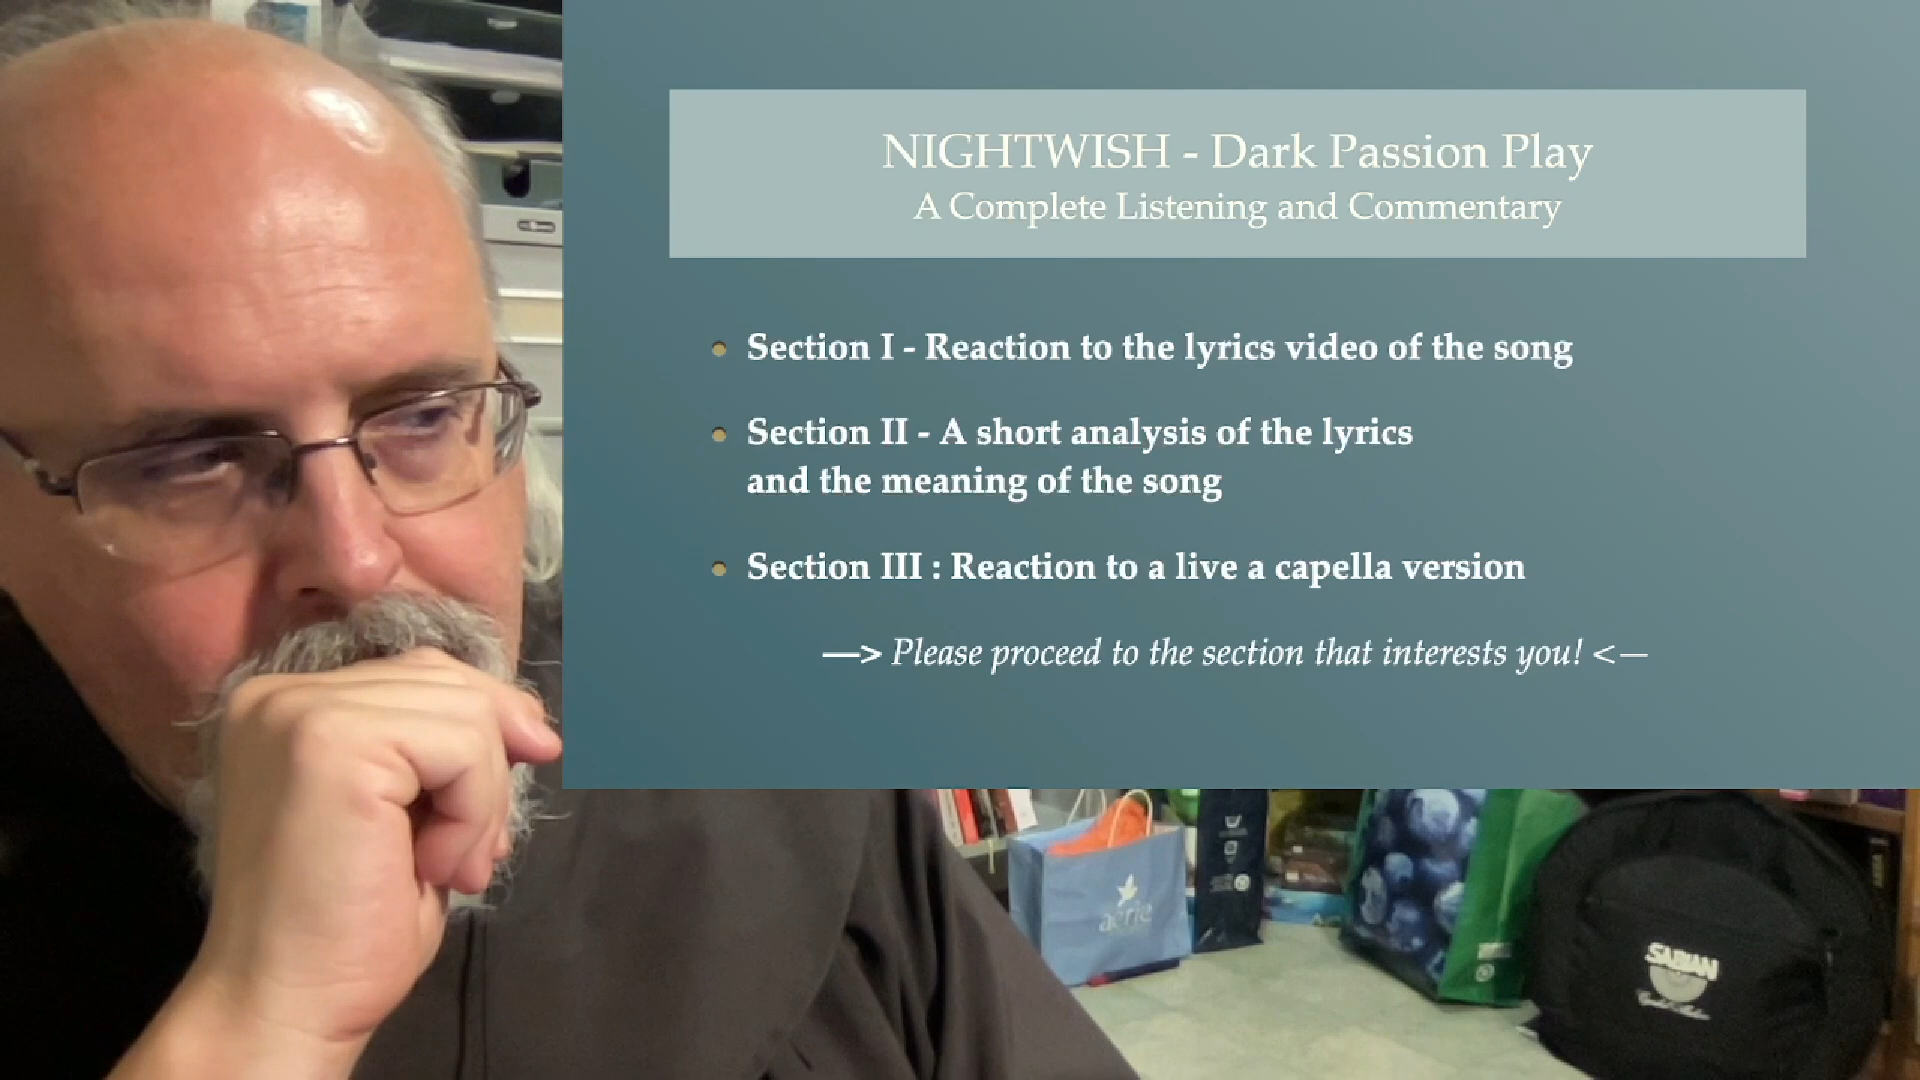 NIGHTWISH - Dark Passion Play
A Complete Listening and Commentary
Section I - Reaction to the lyrics video of the song
Section II - A short analysis of the lyrics
and the meaning of the song
Section III : Reaction to a live a capella version
—> Please proceed to the section that interests you! <—
aerie
SABIAN